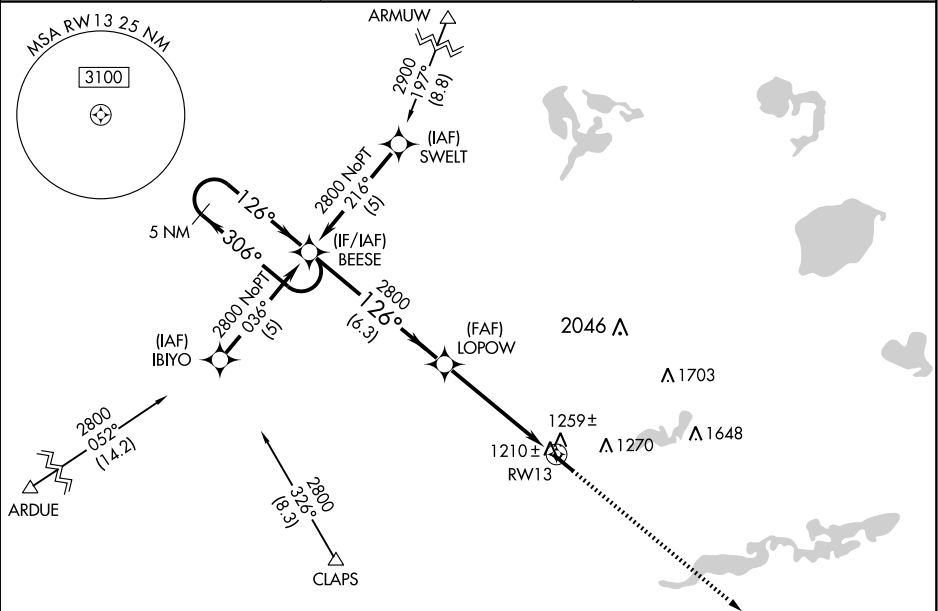 MSA RW13 25 NM
3100
ARMUW
2900
197°
(8.8)
(IAF)
SWELT
2800 NoPT
216°
(5)
126°
5 NM
306°
(IF/IAF)
BEESE
2800 NoPT
036°
(5)
2800
126°
(6.3)
(IAF)
IBIYO
(FAF)
LOPOW
2046
1703
1259±
1210±
1270
1648
RW13
2800
052°
(14.2)
ARDUE
2800
326°
(8.3)
CLAPS